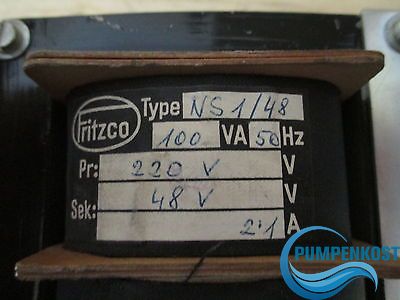 Fritzco
Type NS 1/48
100 VA 50 Hz
Pr: 220 V V
48 V V
Sek:
2.1 A
PUMPENKOST